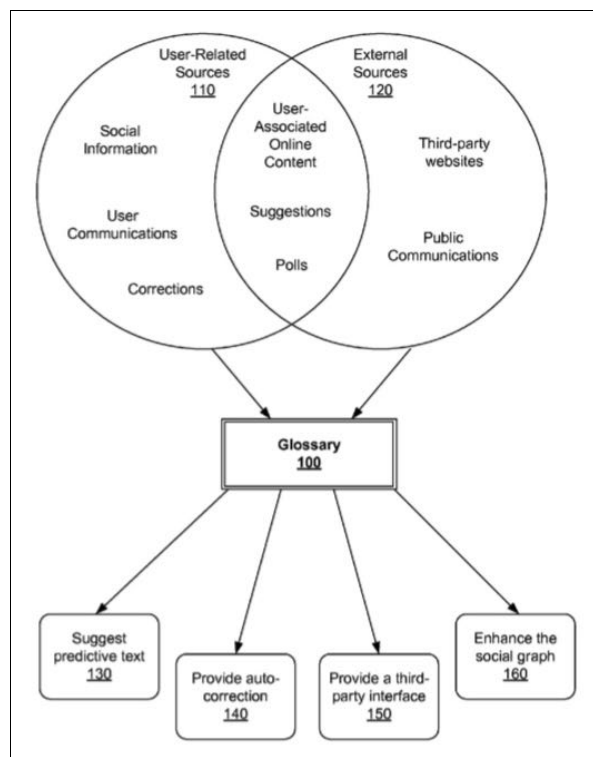 User-Related
Sources
110
External
Sources
120
Social
Information
User
Communications
Corrections
User-
Associated
Online
Content
Suggestions
Polls
Third-party
websites
Public
Communications
Glossary
100
Suggest
predictive text
130
Provide auto-
correction
140
Provide a third-
party interface
150
Enhance the
social graph
160